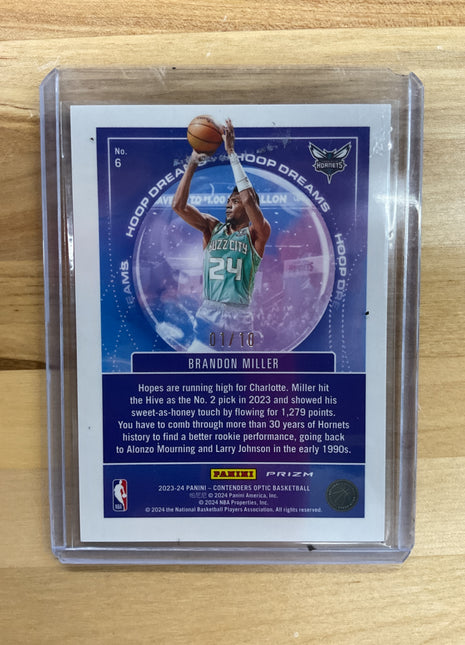 No.
6
HOOP DREAMS
HOOP DREAMS
HOOP
EAMS
HORNETS
BUZZ CITY
24
01/10
BRANDON MILLER
Hopes are running high for Charlotte. Miller hit
the Hive as the No. 2 pick in 2023 and showed his
sweet-as-honey touch by flowing for 1,279 points.
You have to comb through more than 30 years of Hornets
history to find a better rookie performance, going back
to Alonzo Mourning and Larry Johnson in the early 1990s.
PANINI PRIZM
NBA
2023-24 PANINI – CONTENDERS OPTIC BASKETBALL
© 2024 Panini America, Inc.
© 2024 NBA Properties, Inc.
© 2024 the National Basketball Players Association. All rights reserved.